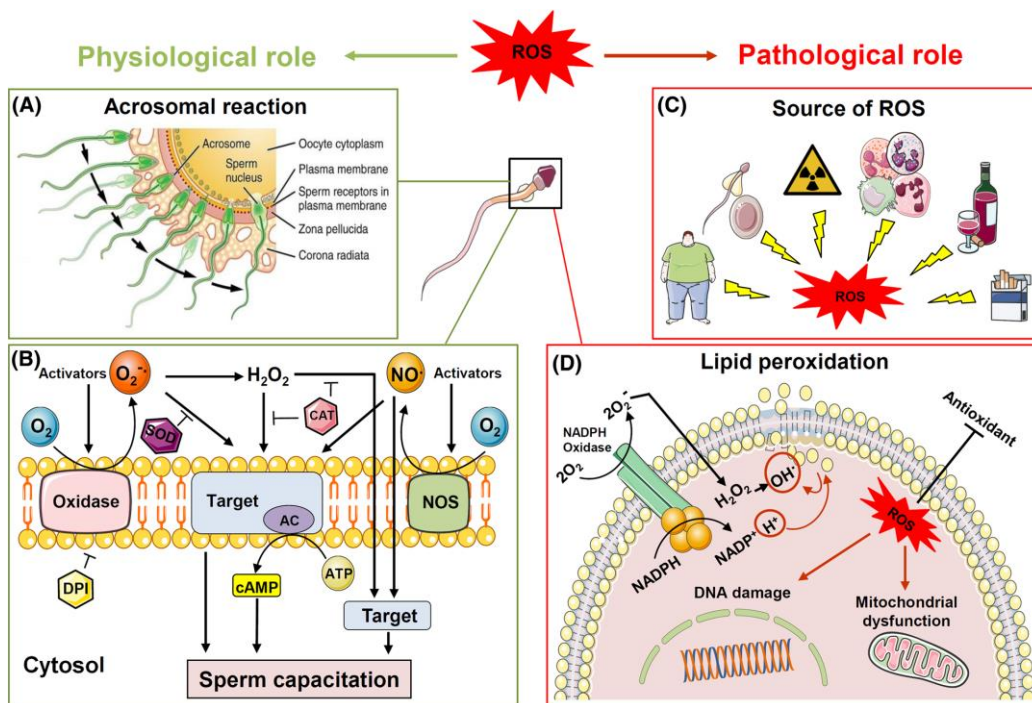 Physiological role
ROS
Pathological role
(A)
Acrosomal reaction
Acrosome
Sperm
nucleus
Oocyte cytoplasm
Plasma membrane
Sperm receptors in
plasma membrane
Zona pellucida
Corona radiata
(C)
Source of ROS
ROS
(B)
Activators
O₂⁻·
H₂O₂
NO·
Activators
O₂
SOD
CAT
O₂
Oxidase
Target
AC
NOS
DPI
cAMP
ATP
Target
Cytosol
Sperm capacitation
(D)
Lipid peroxidation
2O₂⁻
NADPH
Oxidase
2O₂
H₂O₂
OH·
NADPH
NADP⁺
H⁺
Antioxidant
ROS
DNA damage
Mitochondrial
dysfunction